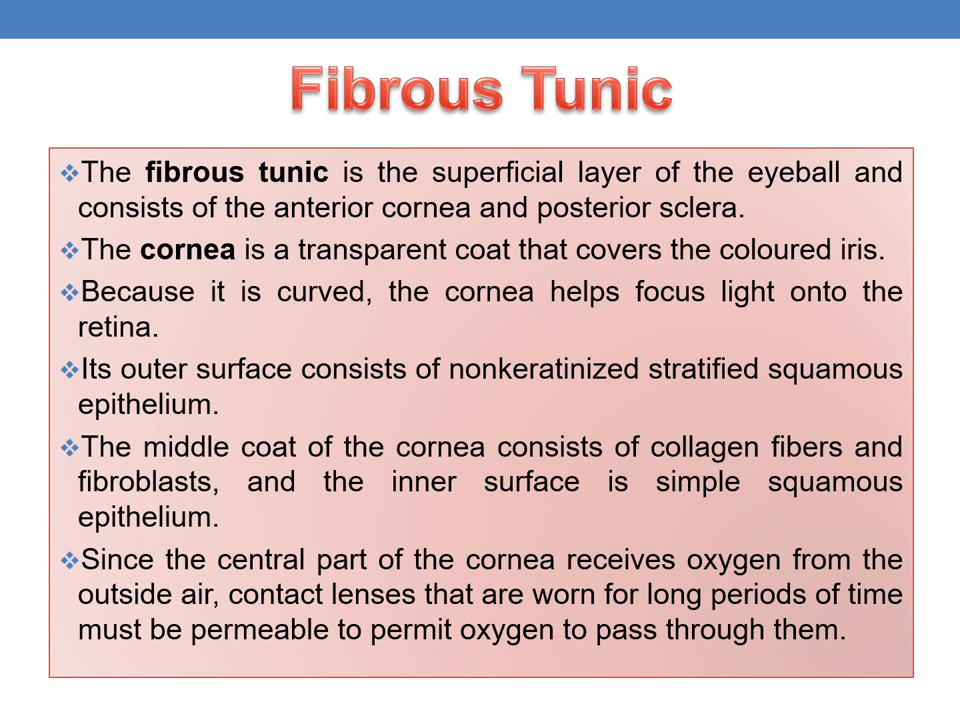 Fibrous Tunic
❖The fibrous tunic is the superficial layer of the eyeball and
consists of the anterior cornea and posterior sclera.
❖The cornea is a transparent coat that covers the coloured iris.
❖Because it is curved, the cornea helps focus light onto the
retina.
❖Its outer surface consists of nonkeratinized stratified squamous
epithelium.
❖The middle coat of the cornea consists of collagen fibers and
fibroblasts, and the inner surface is simple squamous
epithelium.
❖Since the central part of the cornea receives oxygen from the
outside air, contact lenses that are worn for long periods of time
must be permeable to permit oxygen to pass through them.